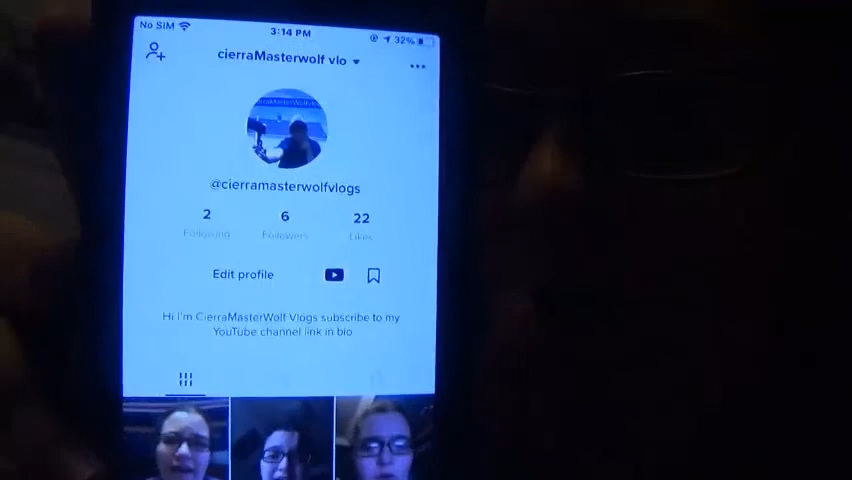 No SIM 3:14 PM 32%
cierraMasterwolf vlo
@cierramasterwolfvlogs
2 6 22
Following Followers Likes
Edit profile
Hi I'm CierraMasterWolf Vlogs subscribe to my
YouTube channel link in bio